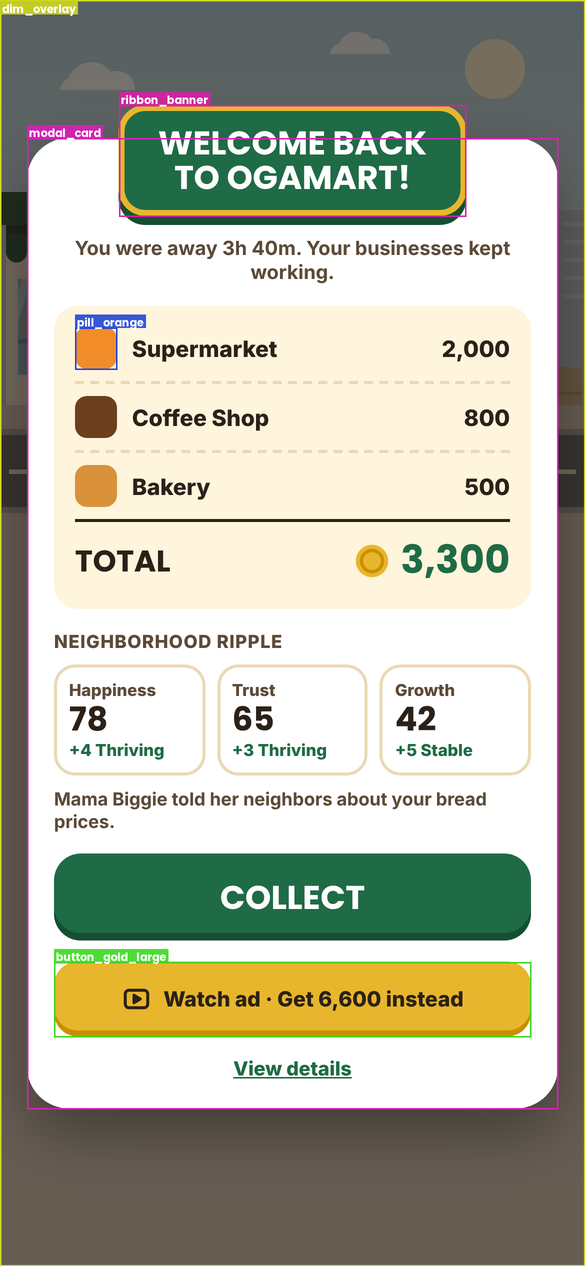 dim_overlay
ribbon_banner
modal_card
WELCOME BACK
TO OGAMART!
You were away 3h 40m. Your businesses kept
working.
pill_orange
Supermarket 2,000
Coffee Shop 800
Bakery 500
TOTAL 3,300
NEIGHBORHOOD RIPPLE
Happiness Trust Growth
78 65 42
+4 Thriving +3 Thriving +5 Stable
Mama Biggie told her neighbors about your bread
prices.
COLLECT
button_gold_large
Watch ad · Get 6,600 instead
View details